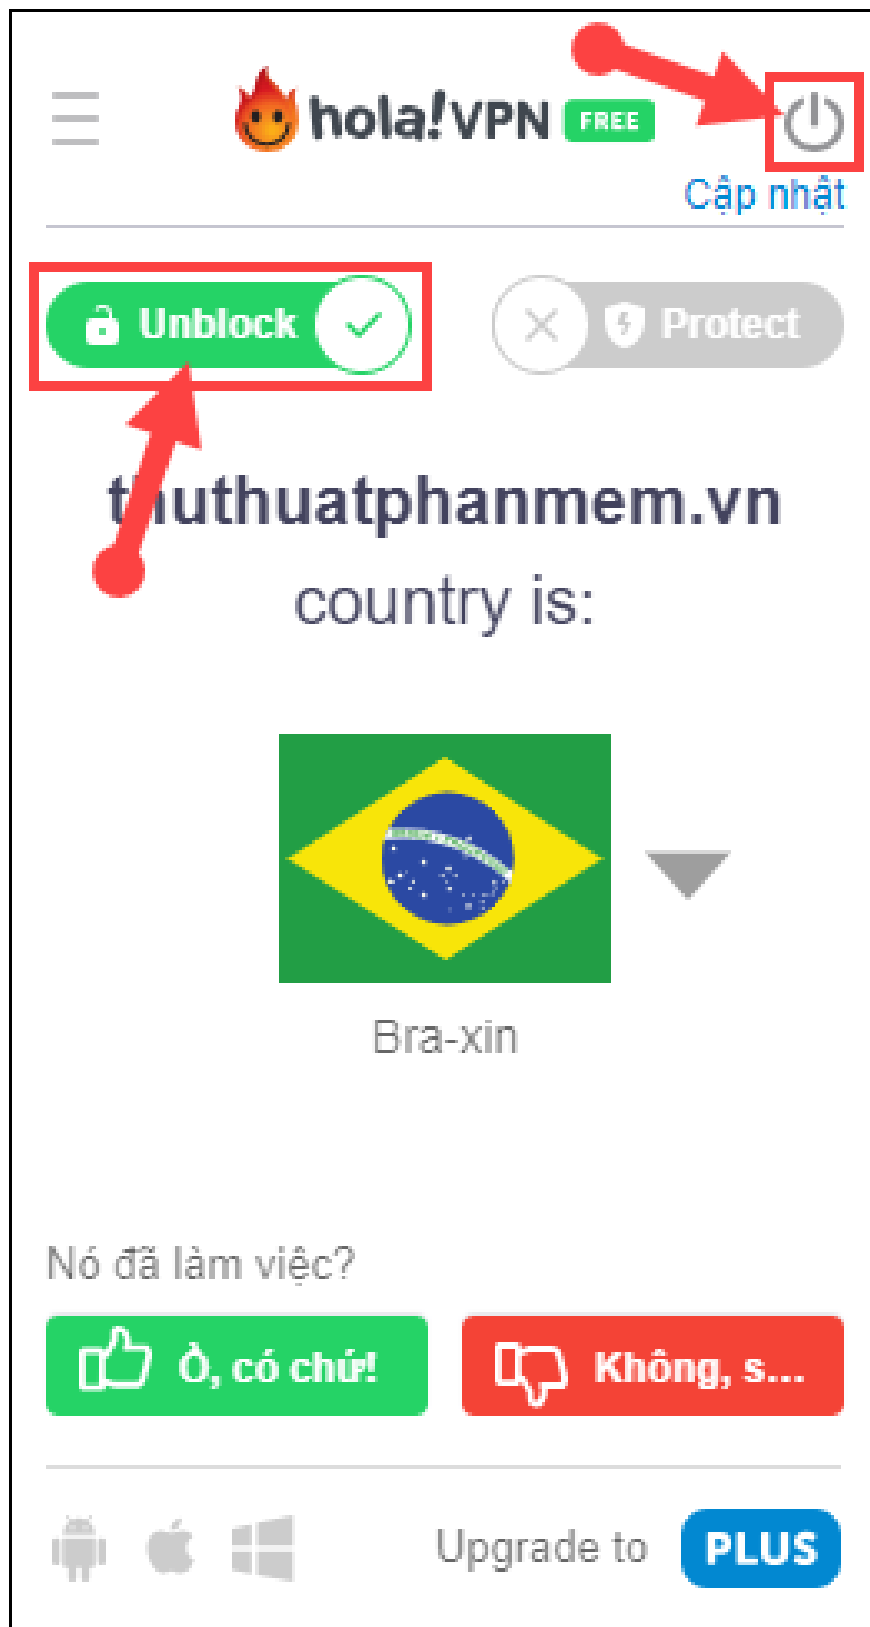 hola!VPN FREE
Cập nhật
Unblock
Protect
thuthuatphanmem.vn
country is:
Bra-xin
Nó đã làm việc?
Ồ, có chứ!
Không, s...
Upgrade to PLUS